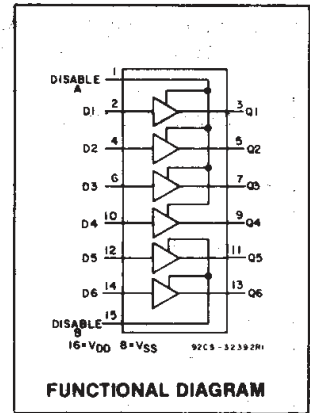 DISABLE A 1
D1 2 3 Q1
D2 4 5 Q2
D3 6 7 Q3
D4 10 9 Q4
D5 12 11 Q5
D6 14 13 Q6
DISABLE B 15
16=VDD 8=VSS 92CS-32392R1
FUNCTIONAL DIAGRAM